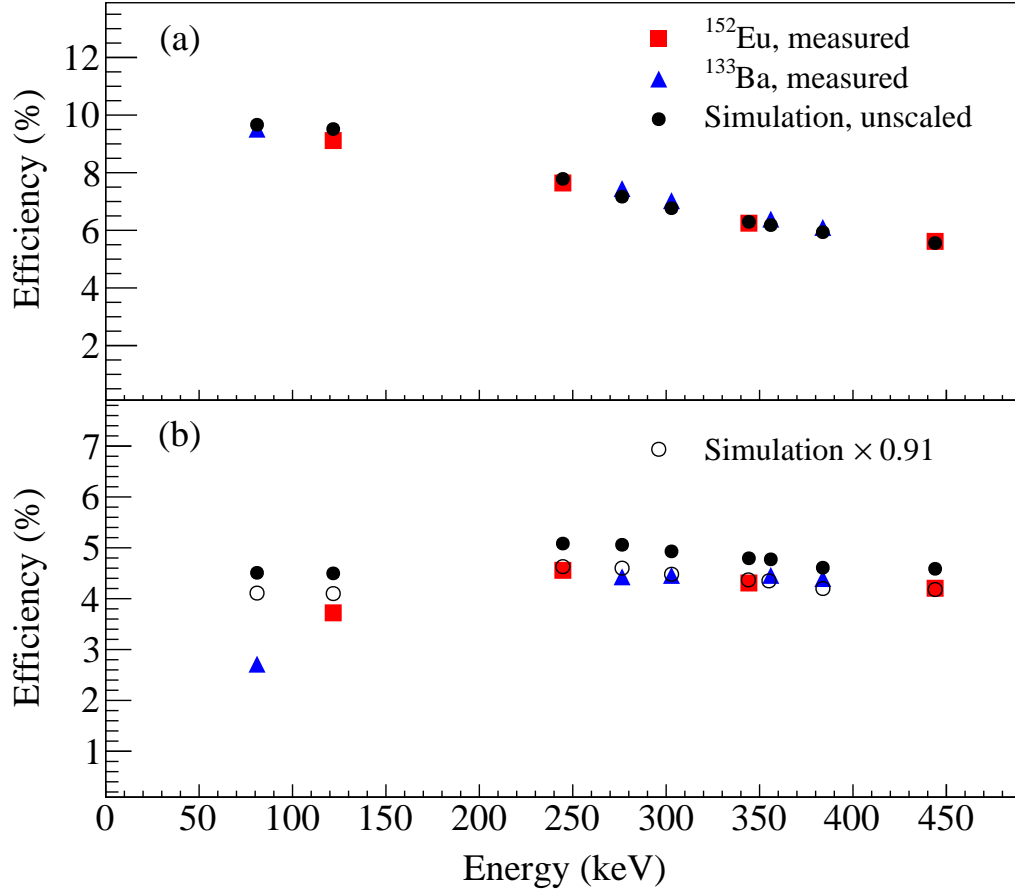 (a)
¹⁵²Eu, measured
¹³³Ba, measured
Simulation, unscaled
Efficiency (%)
12
10
8
6
4
2
(b)
Simulation × 0.91
Efficiency (%)
7
6
5
4
3
2
1
0 50 100 150 200 250 300 350 400 450
Energy (keV)